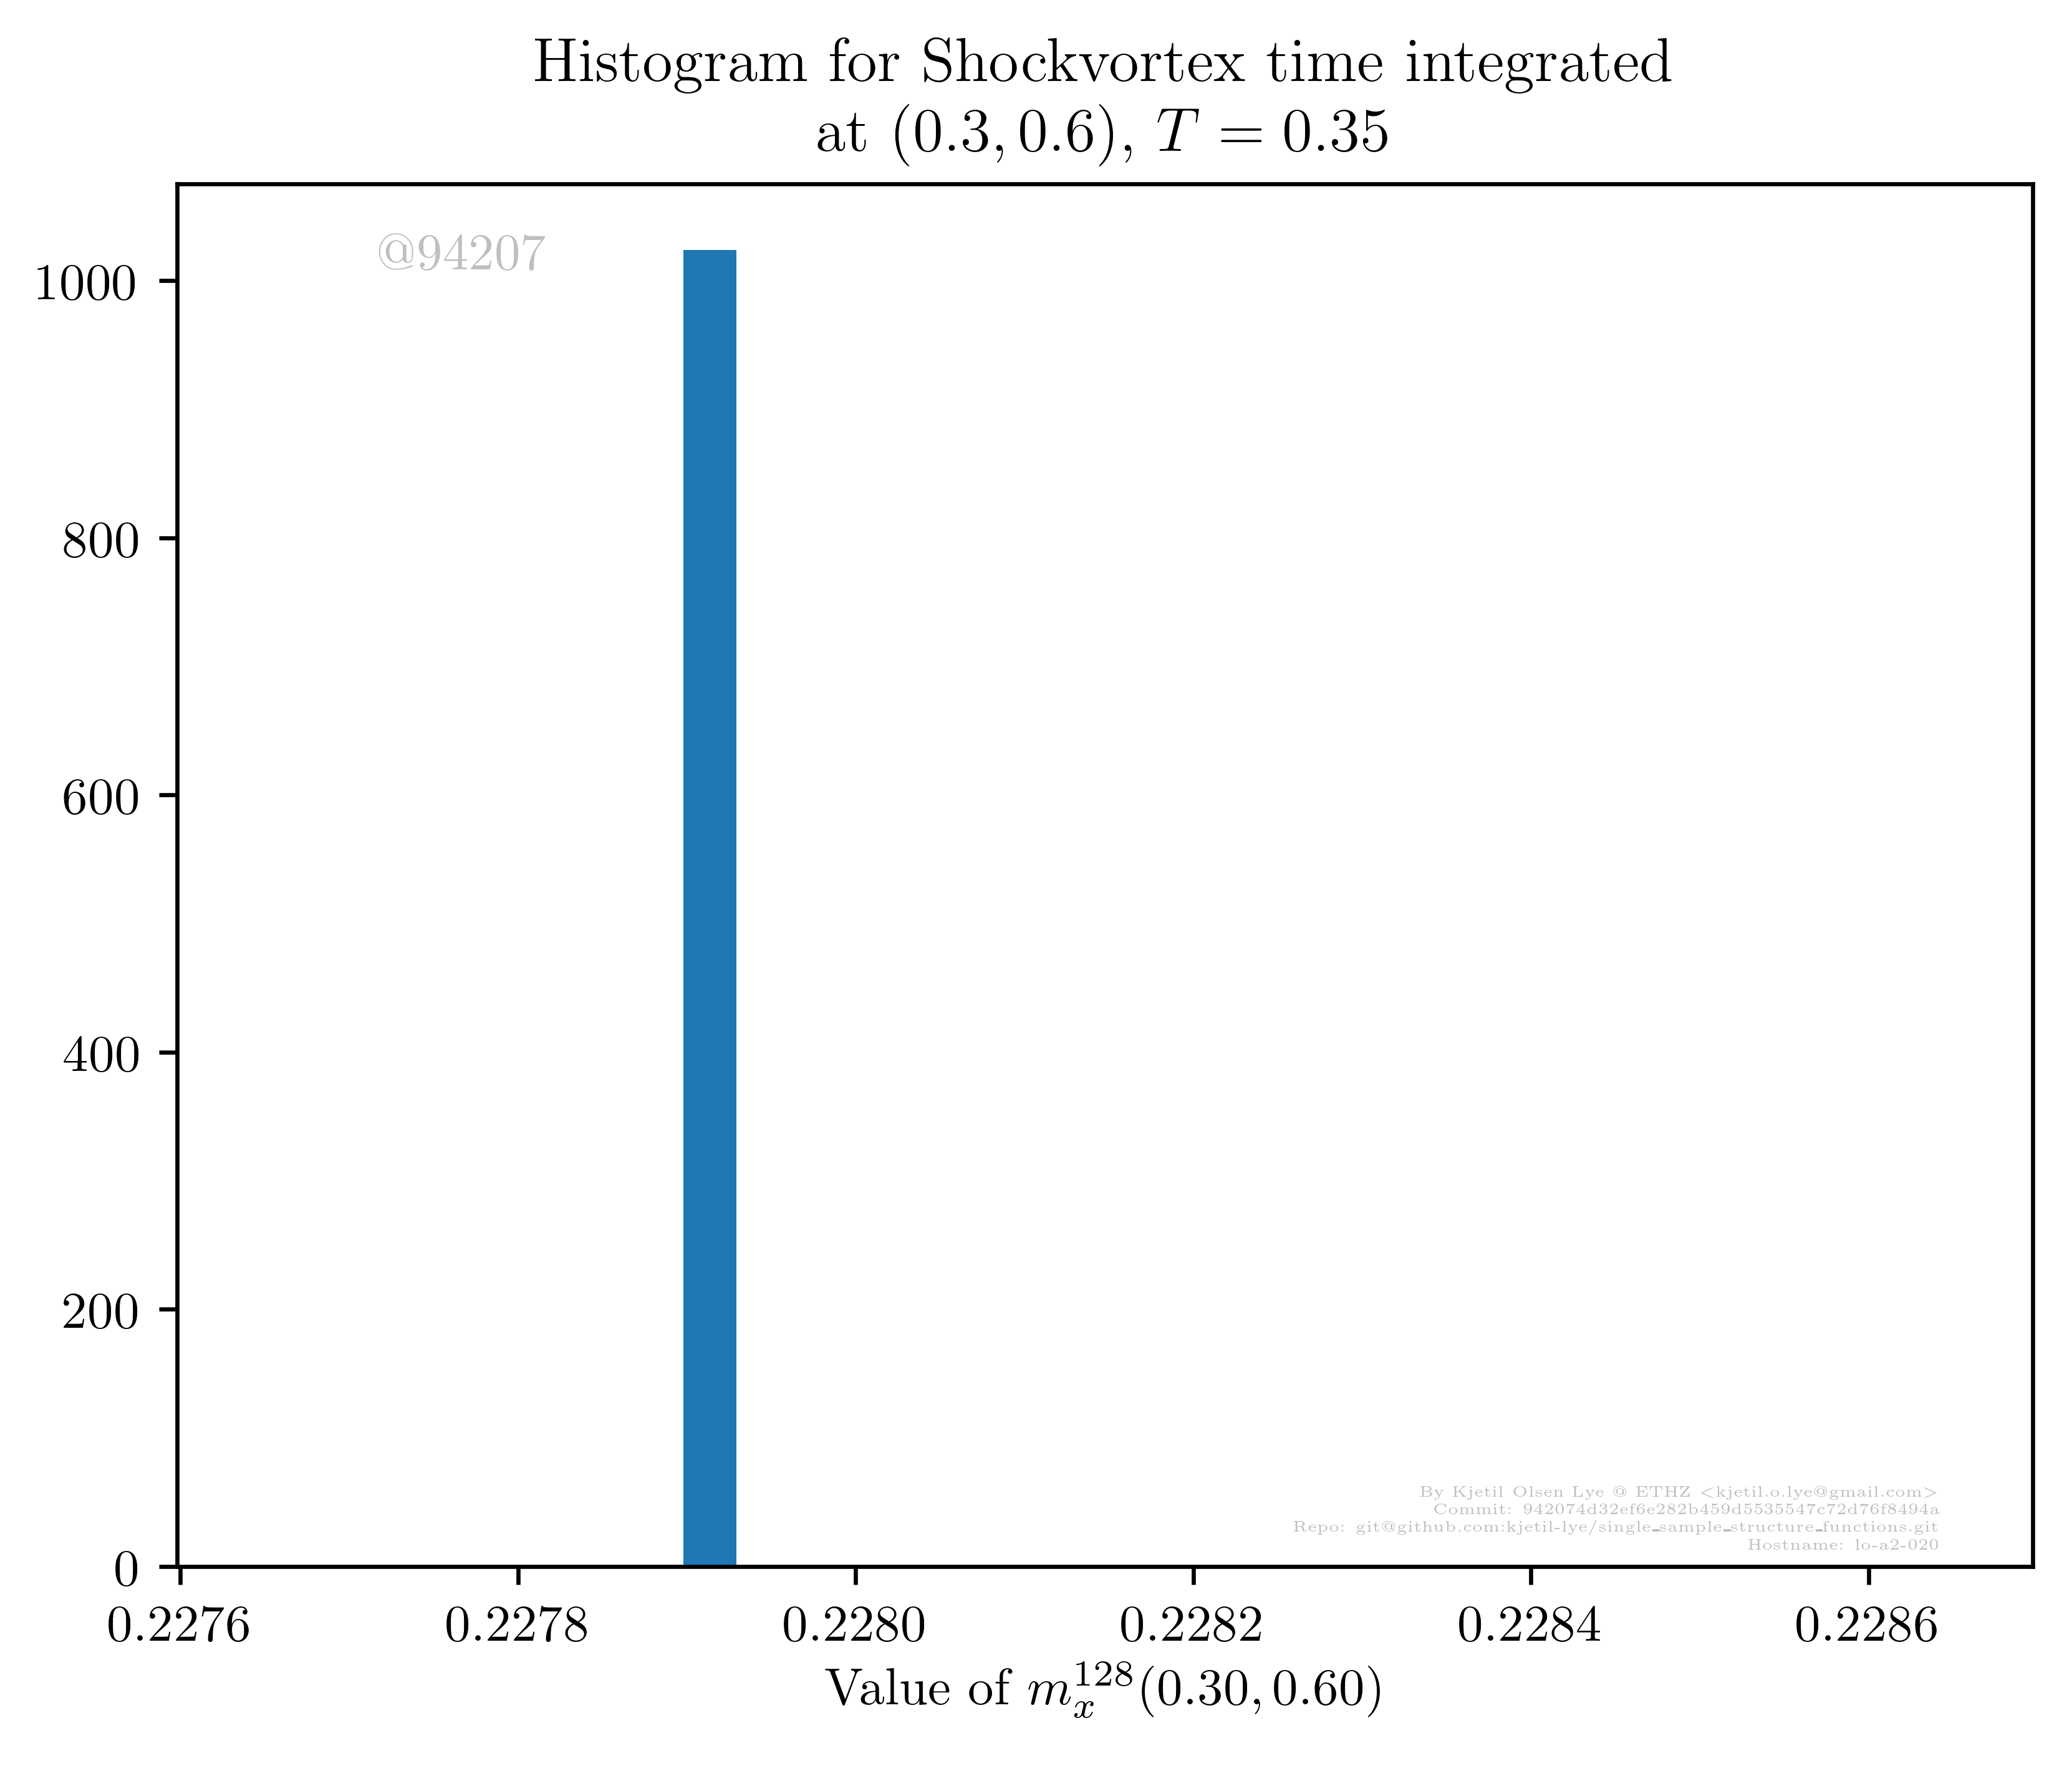 Histogram for Shockvortex time integrated
at (0.3, 0.6), T = 0.35
@94207
1000
800
600
400
200
0
0.2276 0.2278 0.2280 0.2282 0.2284 0.2286
Value of m_x^{128}(0.30, 0.60)
By Kjetil Olsen Lye @ ETHZ <kjetil.o.lye@gmail.com>
Commit: 942074d32ef6e282b459d5535547c72d76f8494a
Repo: git@github.com:kjetil-lye/single_sample_structure_functions.git
Hostname: lo-a2-020